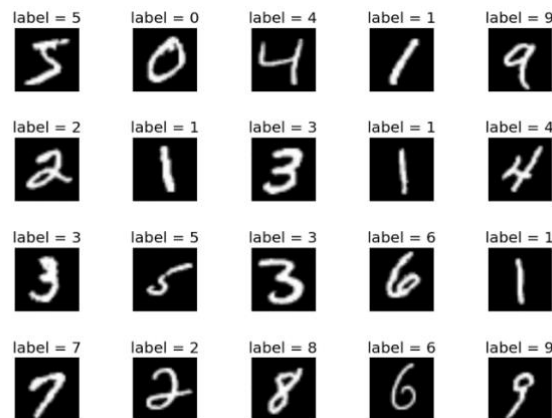 label = 5 label = 0 label = 4 label = 1 label = 9
5 0 4 1 9
label = 2 label = 1 label = 3 label = 1 label = 4
2 1 3 1 4
label = 3 label = 5 label = 3 label = 6 label = 1
3 5 3 6 1
label = 7 label = 2 label = 8 label = 6 label = 9
7 2 8 6 9